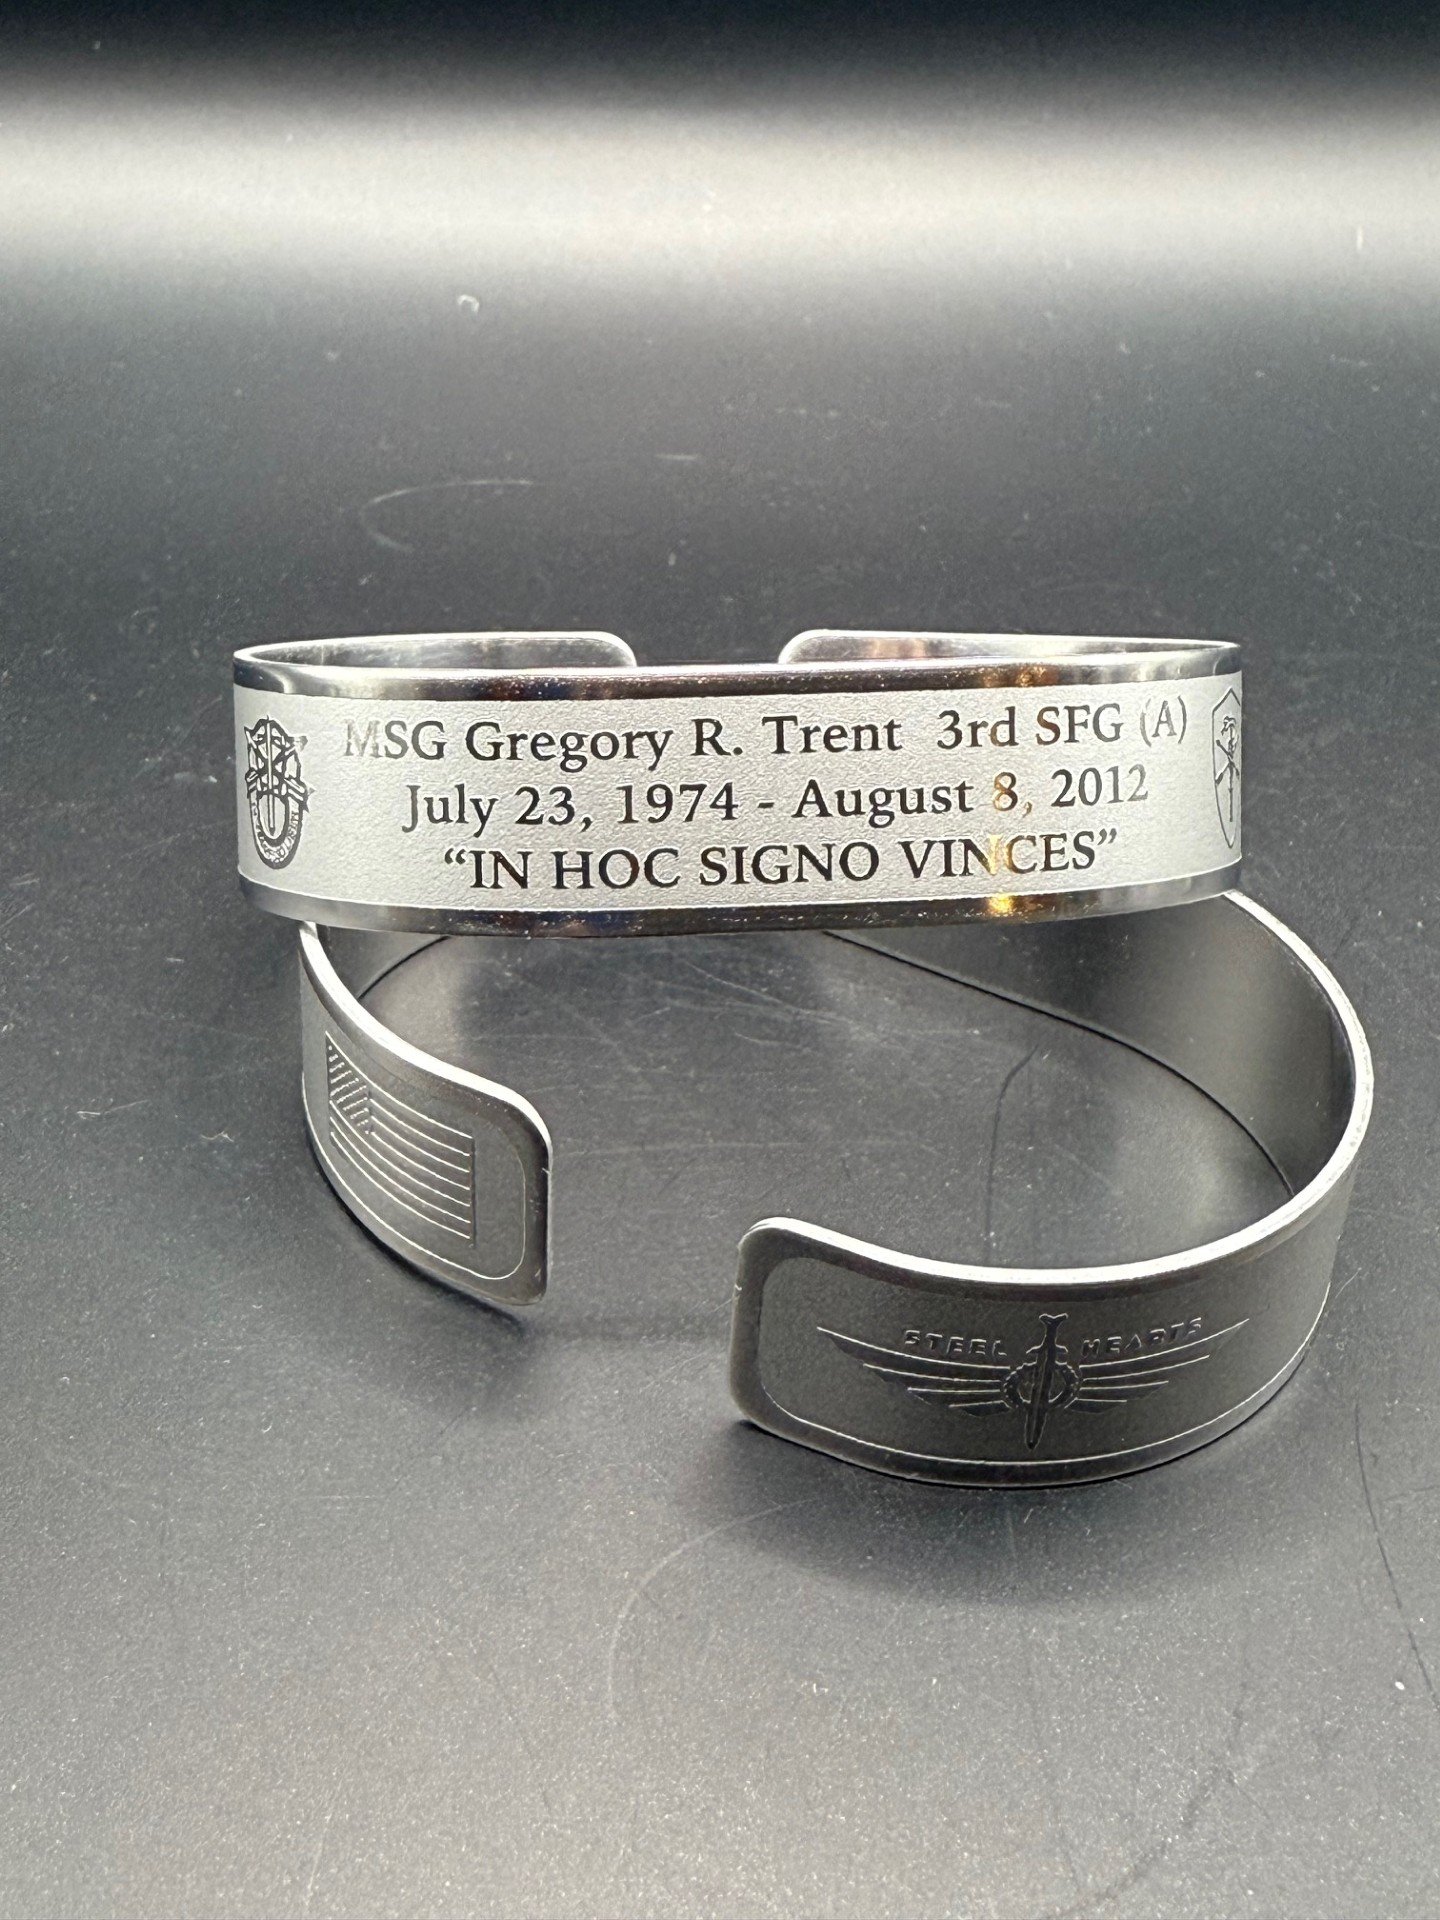 MSG Gregory R. Trent 3rd SFG (A)
July 23, 1974 - August 8, 2012
“IN HOC SIGNO VINCES”
STEEL HEARTS